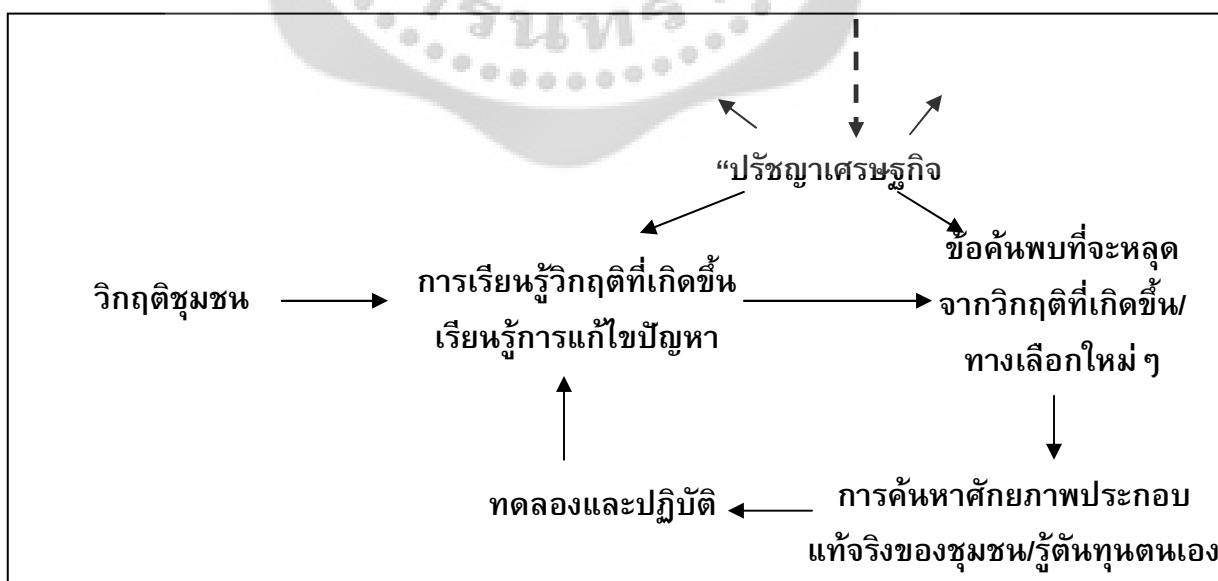 “ปรัชญาเศรษฐกิจ
วิกฤติชุมชน
การเรียนรู้วิกฤติที่เกิดขึ้น
เรียนรู้การแก้ไขปัญหา
ข้อค้นพบที่จะหลุด
จากวิกฤติที่เกิดขึ้น/
ทางเลือกใหม่ ๆ
ทดลองและปฏิบัติ
การค้นหาศักยภาพประกอบ
แท้จริงของชุมชน/รู้ต้นทุนตนเอง